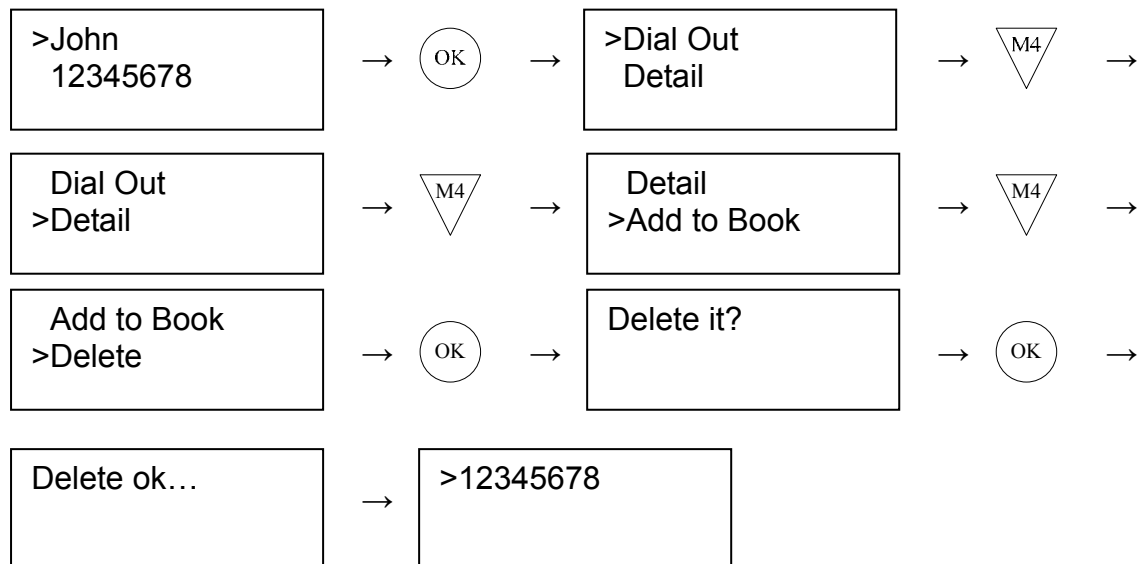 >John
12345678
→ OK → >Dial Out
Detail
→ M4 →
Dial Out
>Detail
→ M4 → Detail
>Add to Book
→ M4 →
Add to Book
>Delete
→ OK → Delete it?
→ OK →
Delete ok…
→ >12345678